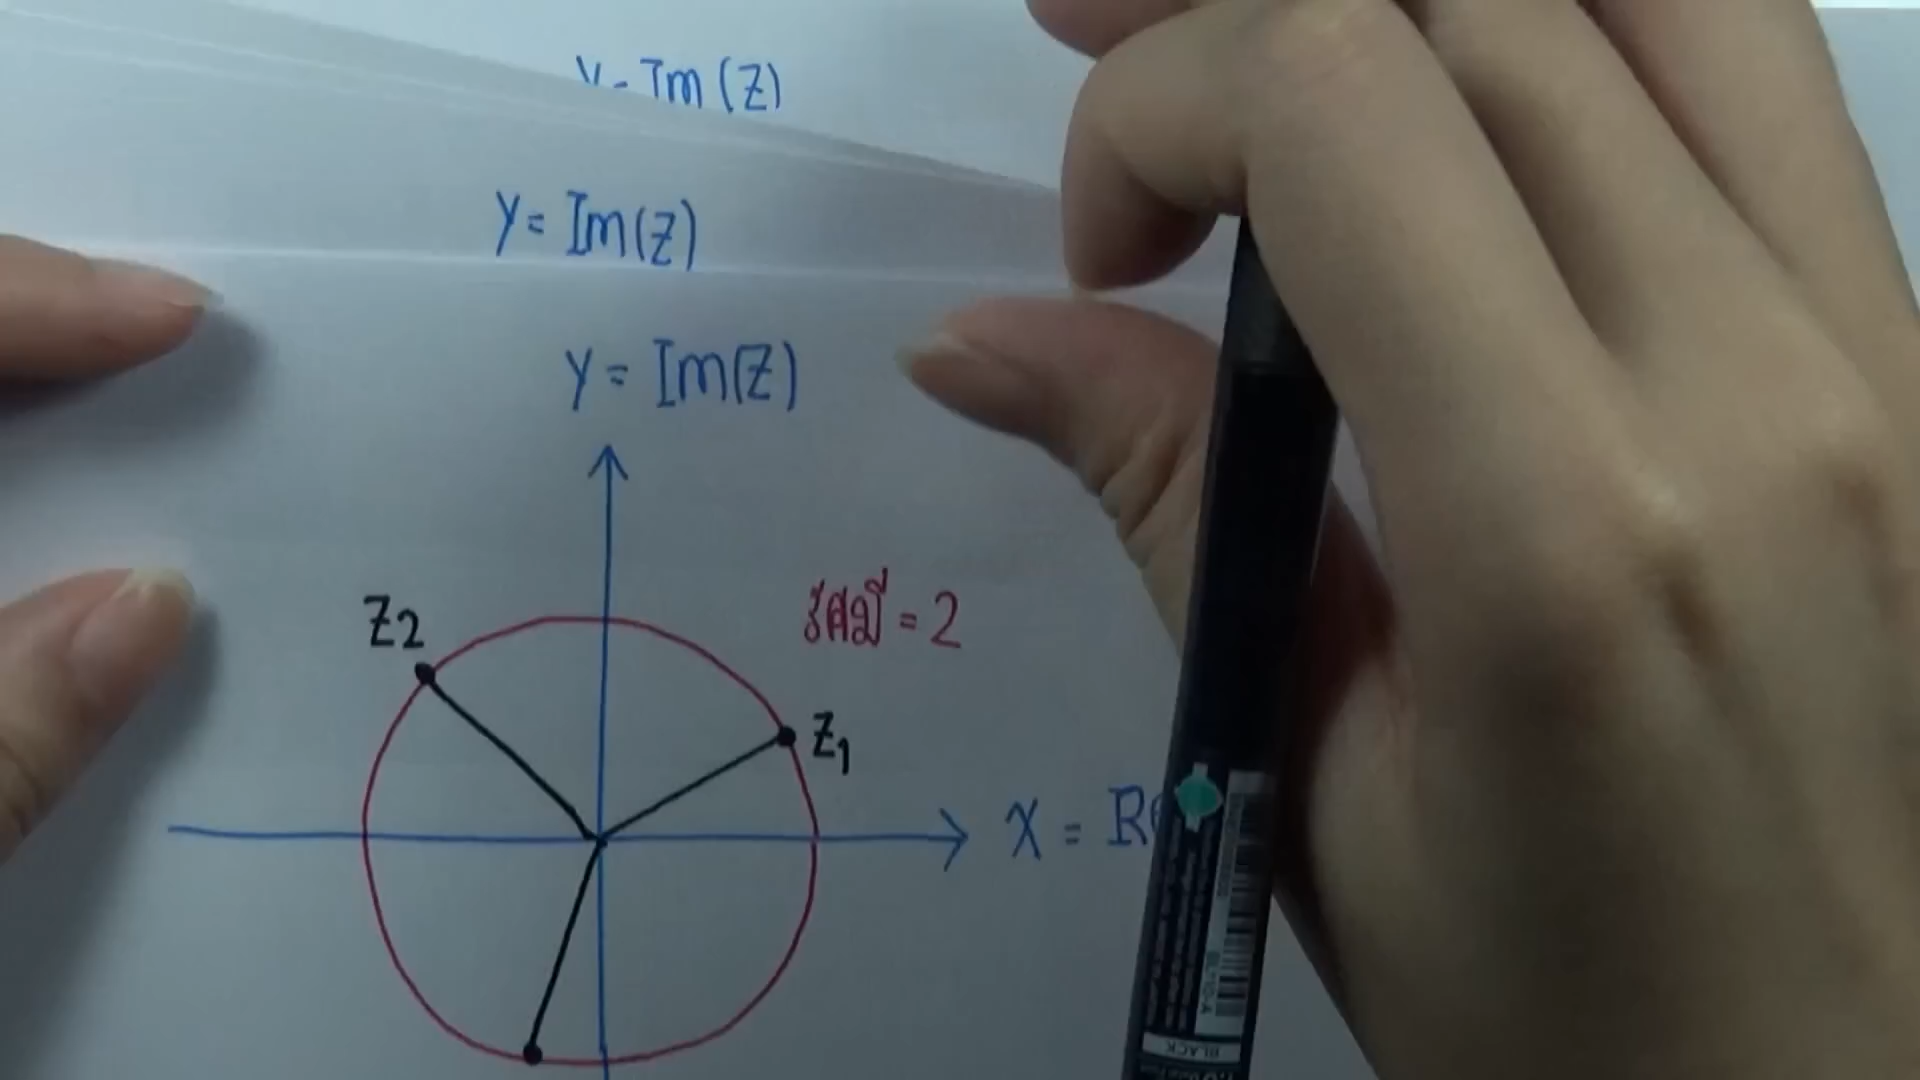 Y = Im (Z)
Y = Im(Z)
Y = Im(Z)
Z2
รัศมี = 2
Z1
X = Re
BLACK